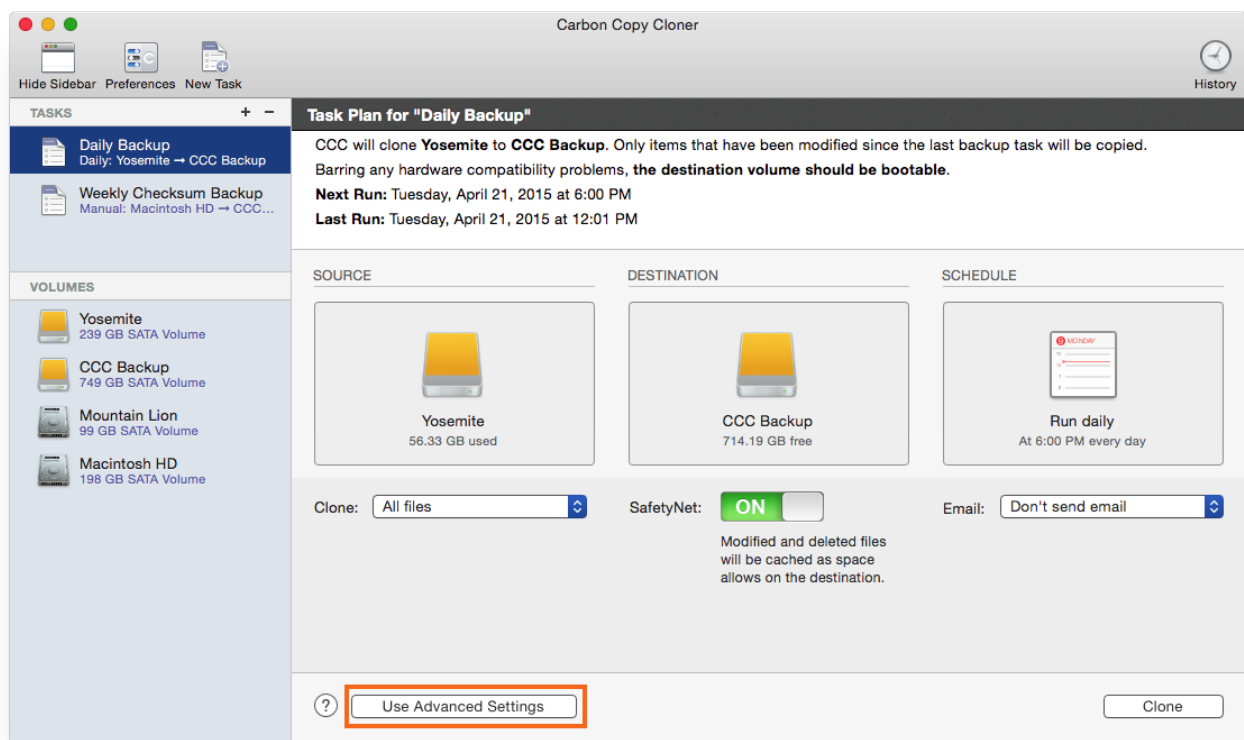 Carbon Copy Cloner
Hide Sidebar
Preferences
New Task
History
TASKS
+ −
Daily Backup
Daily: Yosemite → CCC Backup
Weekly Checksum Backup
Manual: Macintosh HD → CCC...
VOLUMES
Yosemite
239 GB SATA Volume
CCC Backup
749 GB SATA Volume
Mountain Lion
99 GB SATA Volume
Macintosh HD
198 GB SATA Volume
Task Plan for "Daily Backup"
CCC will clone Yosemite to CCC Backup. Only items that have been modified since the last backup task will be copied.
Barring any hardware compatibility problems, the destination volume should be bootable.
Next Run: Tuesday, April 21, 2015 at 6:00 PM
Last Run: Tuesday, April 21, 2015 at 12:01 PM
SOURCE
Yosemite
56.33 GB used
DESTINATION
CCC Backup
714.19 GB free
SCHEDULE
MONDAY
Run daily
At 6:00 PM every day
Clone: All files
SafetyNet: ON
Modified and deleted files
will be cached as space
allows on the destination.
Email: Don't send email
? Use Advanced Settings
Clone